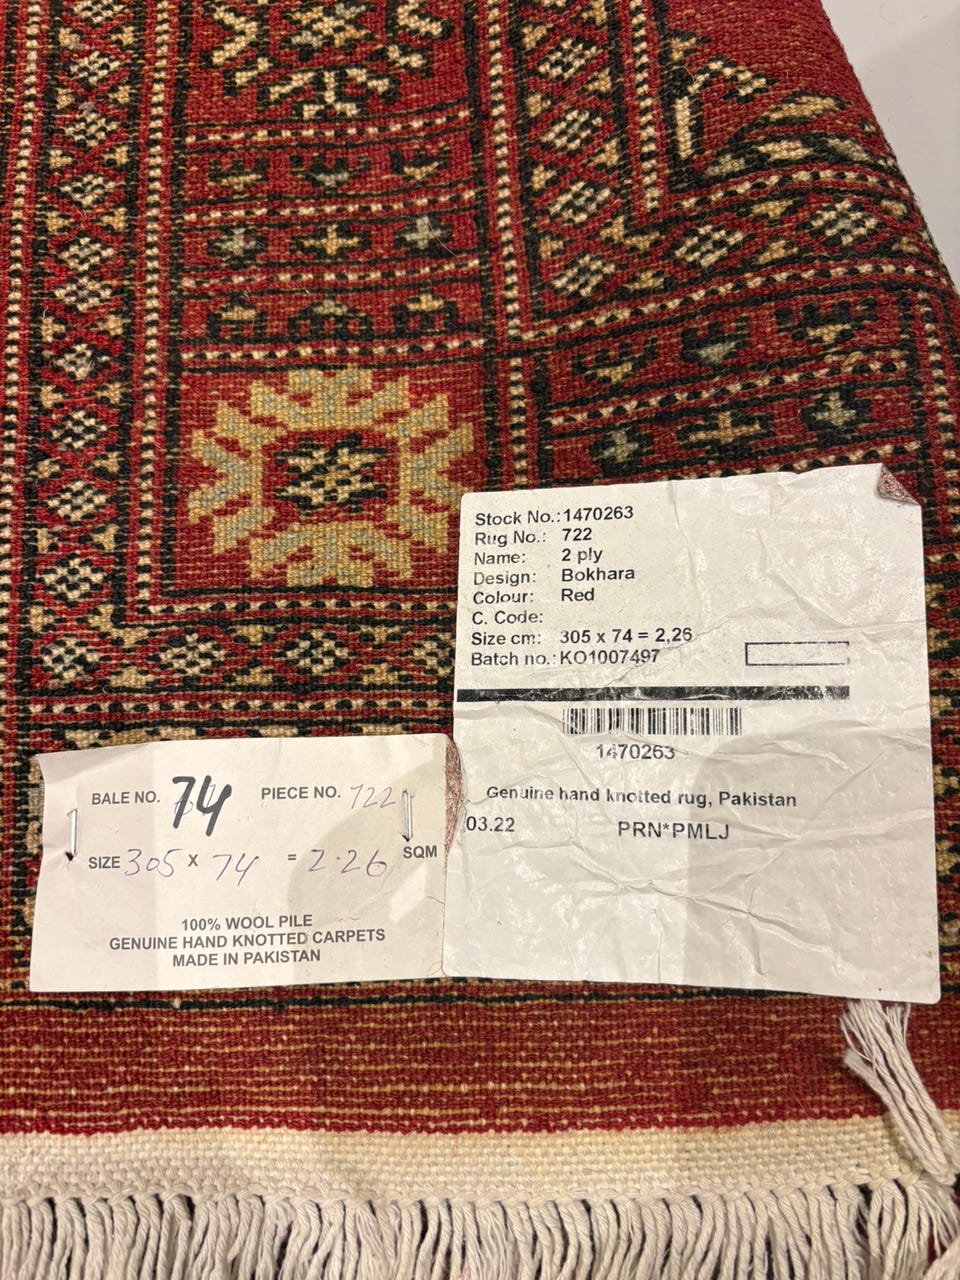 Stock No.: 1470263
Rug No.: 722
Name: 2 ply
Design: Bokhara
Colour: Red
C. Code:
Size cm: 305 x 74 = 2,26
Batch no.: KO1007497
1470263
Genuine hand knotted rug, Pakistan
03.22 PRN*PMLJ
BALE NO. 74 PIECE NO. 722
SIZE 305 X 74 = 2.26 SQM
100% WOOL PILE
GENUINE HAND KNOTTED CARPETS
MADE IN PAKISTAN